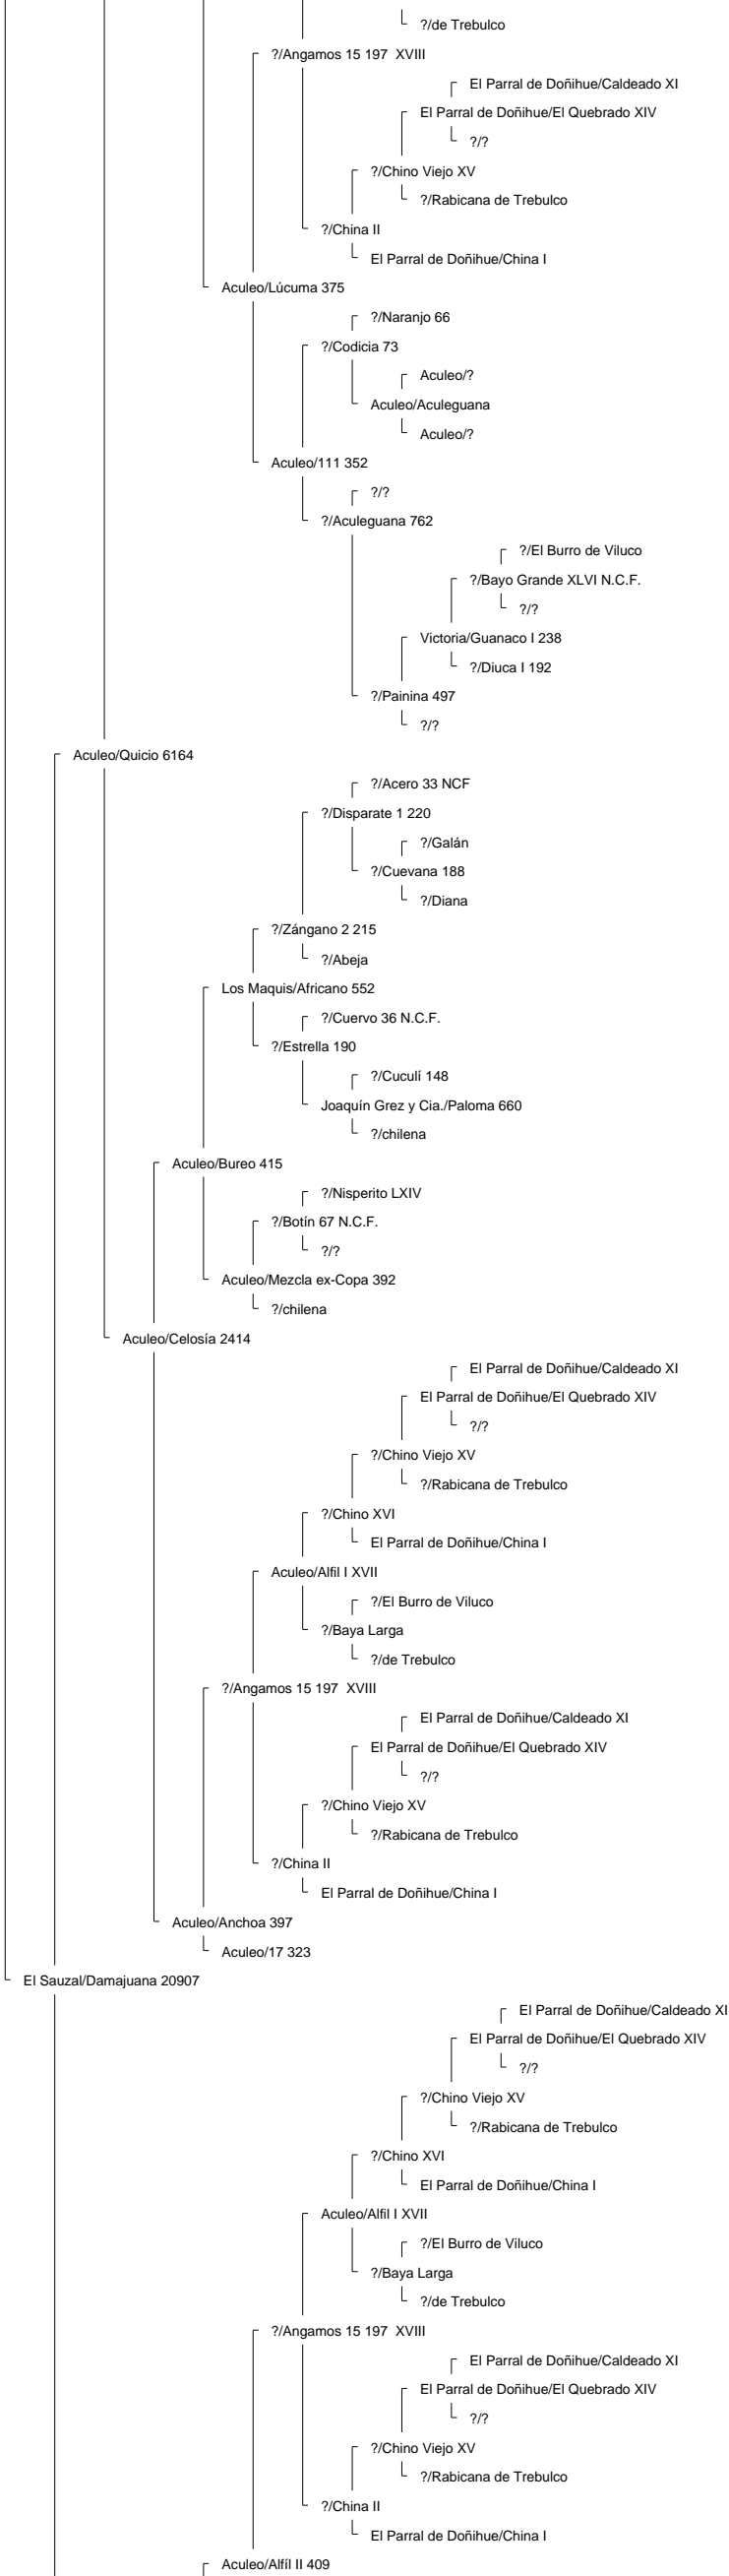 ?/de Trebulco
?/Angamos 15 197  XVIII
El Parral de Doñihue/Caldeado XI
El Parral de Doñihue/El Quebrado XIV
?/?
?/Chino Viejo XV
?/Rabicana de Trebulco
?/China II
El Parral de Doñihue/China I
Aculeo/Lúcuma 375
?/Naranjo 66
?/Codicia 73
Aculeo/?
Aculeo/Aculeguana
Aculeo/?
Aculeo/111 352
?/?
?/Aculeguana 762
?/El Burro de Viluco
?/Bayo Grande XLVI N.C.F.
?/?
Victoria/Guanaco I 238
?/Diuca I 192
?/Painina 497
?/?
Aculeo/Quicio 6164
?/Acero 33 NCF
?/Disparate 1 220
?/Galán
?/Cuevana 188
?/Diana
?/Zángano 2 215
?/Abeja
Los Maquis/Africano 552
?/Cuervo 36 N.C.F.
?/Estrella 190
?/Cuculí 148
Joaquín Grez y Cia./Paloma 660
?/chilena
Aculeo/Bureo 415
?/Nisperito LXIV
?/Botín 67 N.C.F.
?/?
Aculeo/Mezcla ex-Copa 392
?/chilena
Aculeo/Celosía 2414
El Parral de Doñihue/Caldeado XI
El Parral de Doñihue/El Quebrado XIV
?/?
?/Chino Viejo XV
?/Rabicana de Trebulco
?/Chino XVI
El Parral de Doñihue/China I
Aculeo/Alfil I XVII
?/El Burro de Viluco
?/Baya Larga
?/de Trebulco
?/Angamos 15 197  XVIII
El Parral de Doñihue/Caldeado XI
El Parral de Doñihue/El Quebrado XIV
?/?
?/Chino Viejo XV
?/Rabicana de Trebulco
?/China II
El Parral de Doñihue/China I
Aculeo/Anchoa 397
Aculeo/17 323
El Sauzal/Damajuana 20907
El Parral de Doñihue/Caldeado XI
El Parral de Doñihue/El Quebrado XIV
?/?
?/Chino Viejo XV
?/Rabicana de Trebulco
?/Chino XVI
El Parral de Doñihue/China I
Aculeo/Alfil I XVII
?/El Burro de Viluco
?/Baya Larga
?/de Trebulco
?/Angamos 15 197  XVIII
El Parral de Doñihue/Caldeado XI
El Parral de Doñihue/El Quebrado XIV
?/?
?/Chino Viejo XV
?/Rabicana de Trebulco
?/China II
El Parral de Doñihue/China I
Aculeo/Alfíl II 409